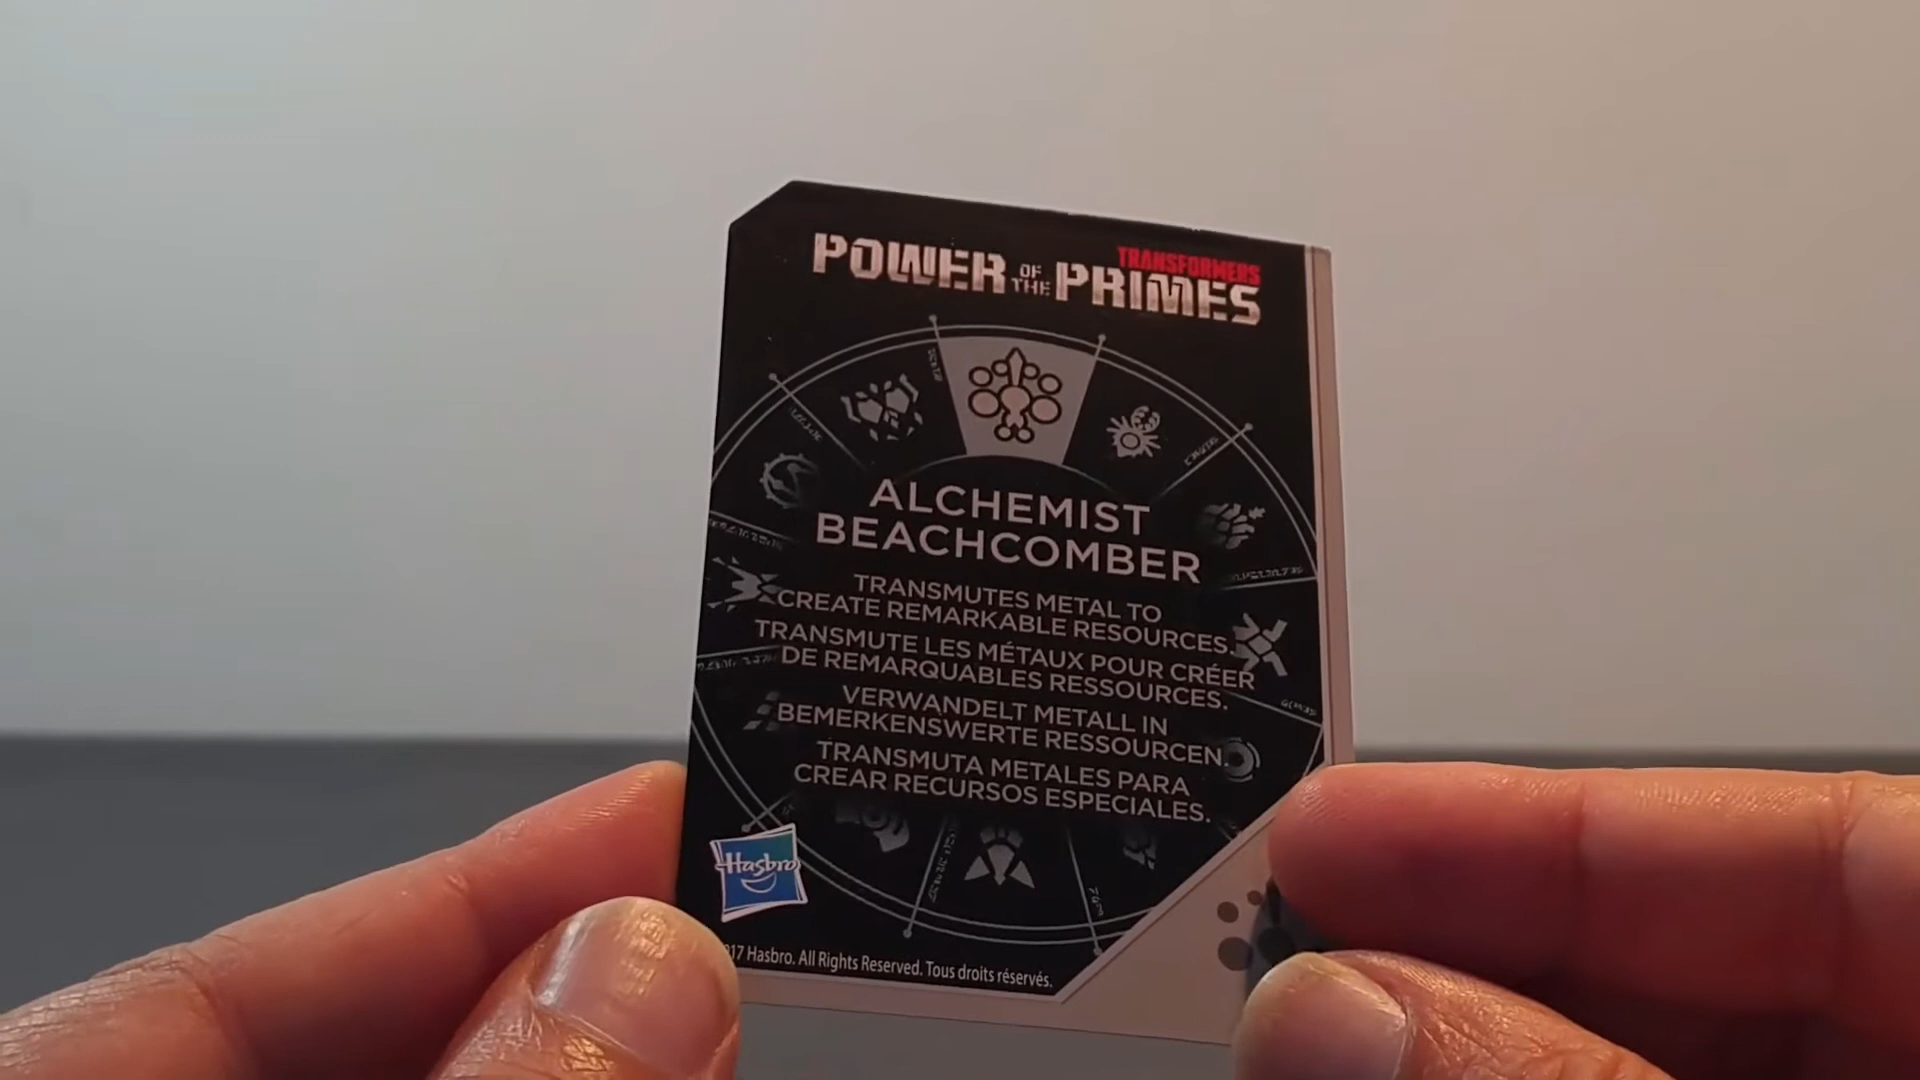 TRANSFORMERS
POWER OF THE PRIMES
ALCHEMIST
BEACHCOMBER
TRANSMUTES METAL TO
CREATE REMARKABLE RESOURCES.
TRANSMUTE LES MÉTAUX POUR CRÉER
DE REMARQUABLES RESSOURCES.
VERWANDELT METALL IN
BEMERKENSWERTE RESSOURCEN.
TRANSMUTA METALES PARA
CREAR RECURSOS ESPECIALES.
Hasbro
17 Hasbro. All Rights Reserved. Tous droits réservés.